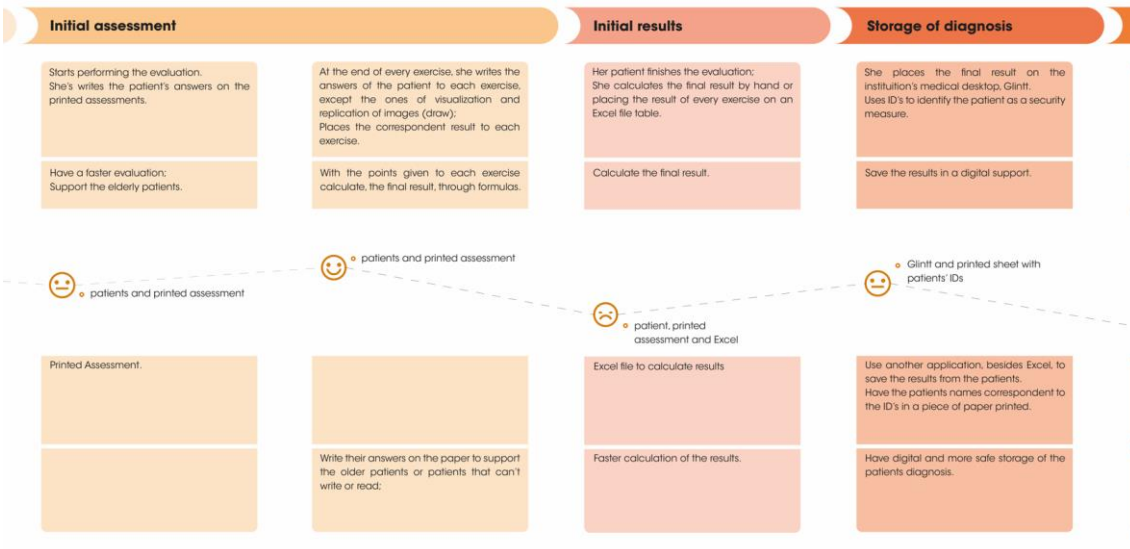 Initial assessment
Initial results
Storage of diagnosis
Starts performing the evaluation.
She's writes the patient's answers on the
printed assessments.
At the end of every exercise, she writes the
answers of the patient to each exercise,
except the ones of visualization and
replication of images (draw);
Places the correspondent result to each
exercise.
Her patient finishes the evaluation;
She calculates the final result by hand or
placing the result of every exercise on an
Excel file table.
She places the final result on the
instituition's medical desktop, Glintt.
Uses ID's to identify the patient as a security
measure.
Have a faster evaluation;
Support the elderly patients.
With the points given to each exercise
calculate, the final result, through formulas.
Calculate the final result.
Save the results in a digital support.
patients and printed assessment
patients and printed assessment
patient, printed
assessment and Excel
Glintt and printed sheet with
patients' IDs
Printed Assessment.
Excel file to calculate results
Use another application, besides Excel, to
save the results from the patients.
Have the patients names correspondent to
the ID's in a piece of paper printed.
Write their answers on the paper to support
the older patients or patients that can't
write or read;
Faster calculation of the results.
Have digital and more safe storage of the
patients diagnosis.